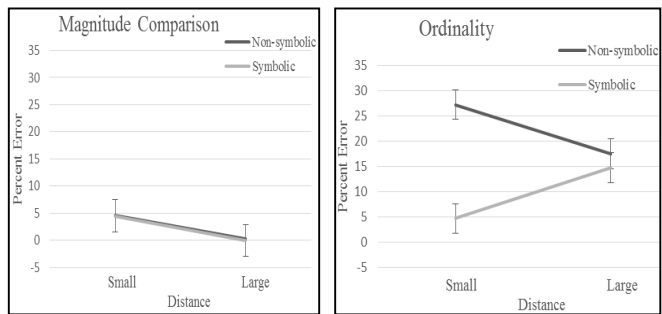 Magnitude Comparison
Non-symbolic
Symbolic
35
30
25
20
15
10
5
0
-5
Percent Error
Small
Large
Distance
Ordinality
Non-symbolic
Symbolic
35
30
25
20
15
10
5
0
-5
Percent Error
Small
Large
Distance